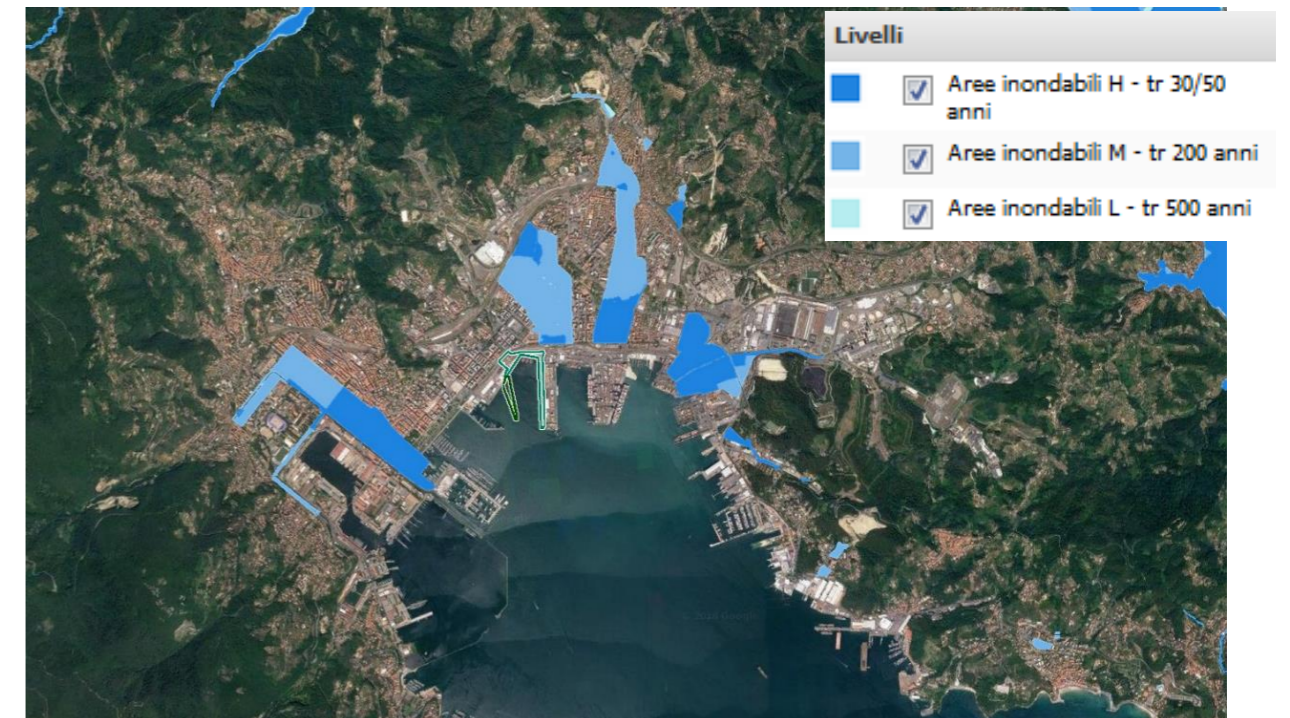 Livelli
Aree inondabili H - tr 30/50
anni
Aree inondabili M - tr 200 anni
Aree inondabili L - tr 500 anni